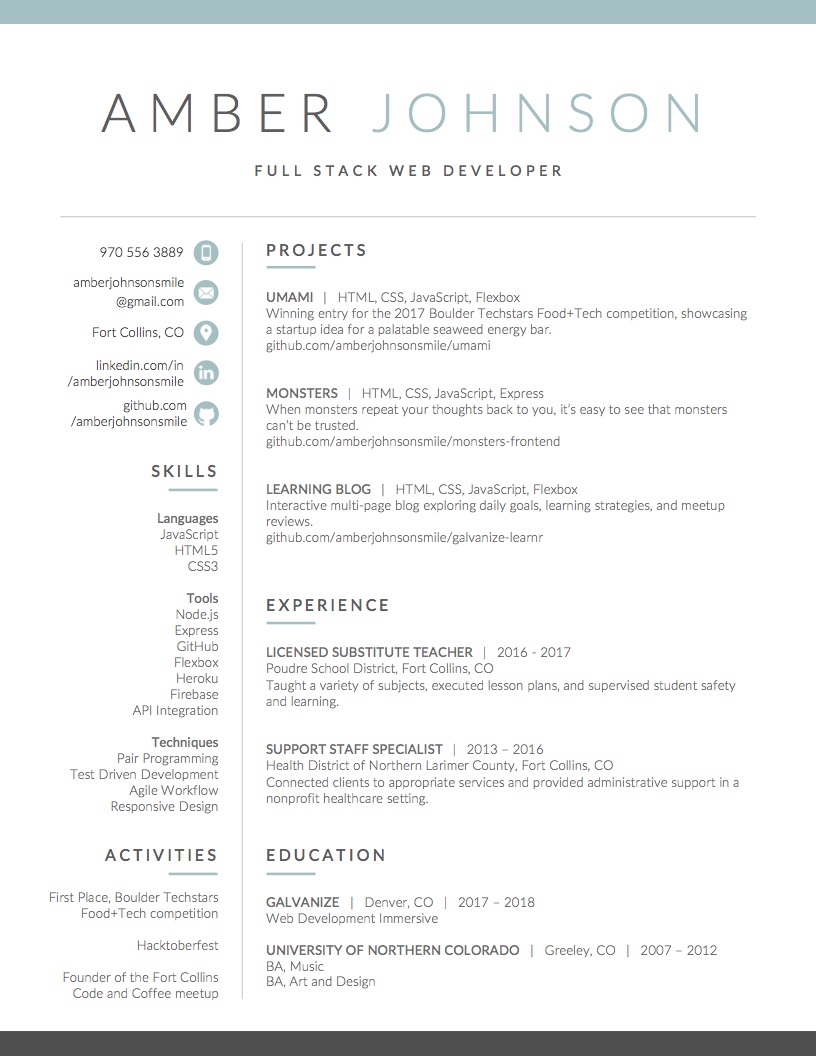 AMBER JOHNSON
FULL STACK WEB DEVELOPER
970 556 3889
amberjohnsonsmile
@gmail.com
Fort Collins, CO
linkedin.com/in
/amberjohnsonsmile
github.com
/amberjohnsonsmile
SKILLS
Languages
JavaScript
HTML5
CSS3
Tools
Node.js
Express
GitHub
Flexbox
Heroku
Firebase
API Integration
Techniques
Pair Programming
Test Driven Development
Agile Workflow
Responsive Design
ACTIVITIES
First Place, Boulder Techstars
Food+Tech competition
Hacktoberfest
Founder of the Fort Collins
Code and Coffee meetup
PROJECTS
UMAMI | HTML, CSS, JavaScript, Flexbox
Winning entry for the 2017 Boulder Techstars Food+Tech competition, showcasing
a startup idea for a palatable seaweed energy bar.
github.com/amberjohnsonsmile/umami
MONSTERS | HTML, CSS, JavaScript, Express
When monsters repeat your thoughts back to you, it’s easy to see that monsters
can’t be trusted.
github.com/amberjohnsonsmile/monsters-frontend
LEARNING BLOG | HTML, CSS, JavaScript, Flexbox
Interactive multi-page blog exploring daily goals, learning strategies, and meetup
reviews.
github.com/amberjohnsonsmile/galvanize-learnr
EXPERIENCE
LICENSED SUBSTITUTE TEACHER | 2016 - 2017
Poudre School District, Fort Collins, CO
Taught a variety of subjects, executed lesson plans, and supervised student safety
and learning.
SUPPORT STAFF SPECIALIST | 2013 – 2016
Health District of Northern Larimer County, Fort Collins, CO
Connected clients to appropriate services and provided administrative support in a
nonprofit healthcare setting.
EDUCATION
GALVANIZE | Denver, CO | 2017 – 2018
Web Development Immersive
UNIVERSITY OF NORTHERN COLORADO | Greeley, CO | 2007 – 2012
BA, Music
BA, Art and Design